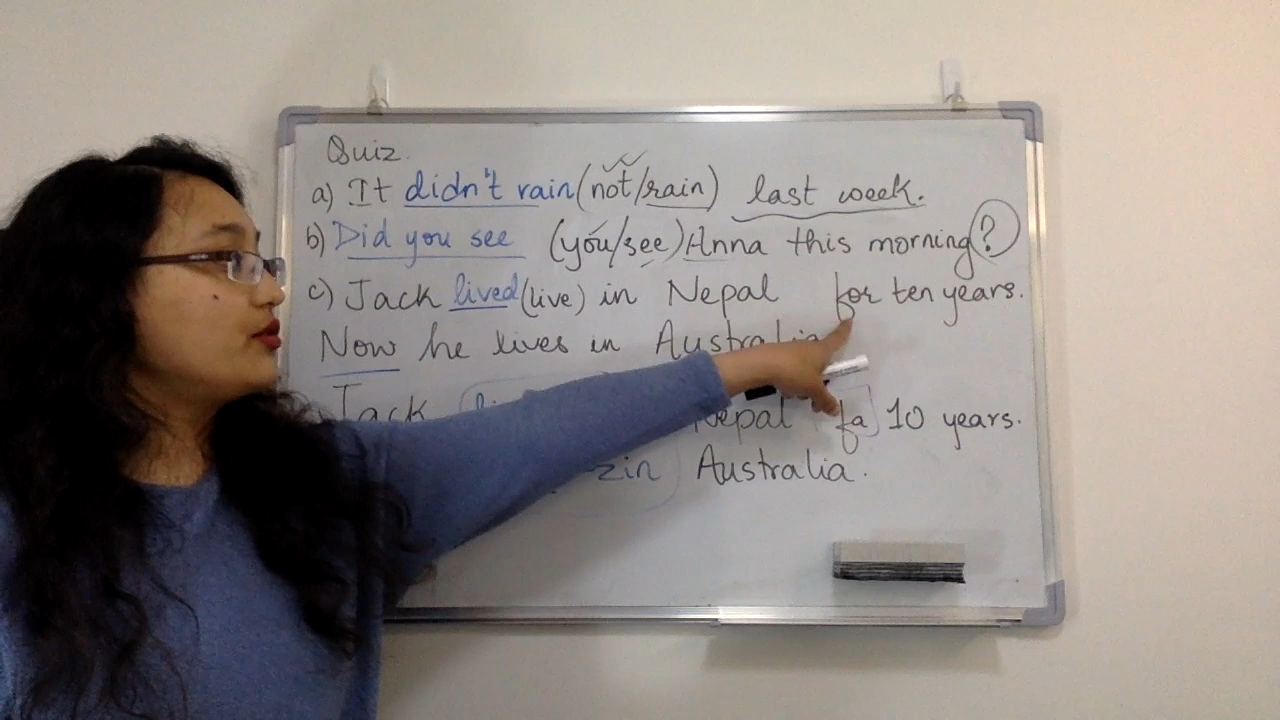 Quiz.
a) It didn't rain (not/rain) last week.
b) Did you see (you/see) Anna this morning?
c) Jack lived (live) in Nepal for ten years.
Now he lives in Australia
Jack Nepal fa 10 years.
zin Australia.